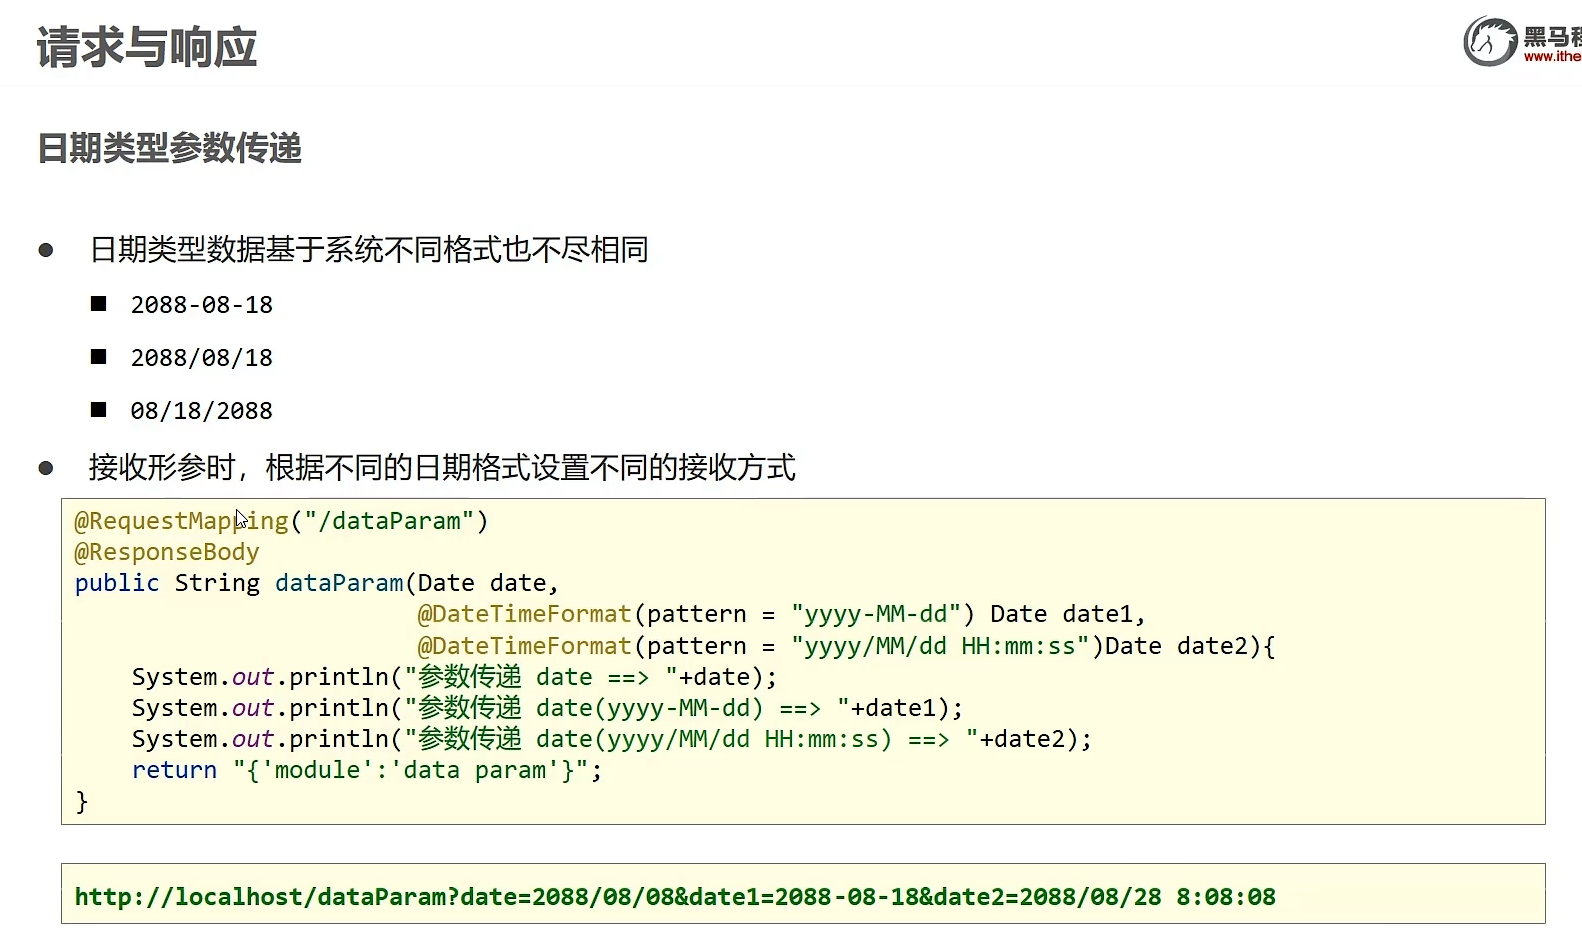 请求与响应
黑马程
www.ithe
日期类型参数传递
● 日期类型数据基于系统不同格式也不尽相同
■ 2088-08-18
■ 2088/08/18
■ 08/18/2088
● 接收形参时，根据不同的日期格式设置不同的接收方式
@RequestMapping("/dataParam")
@ResponseBody
public String dataParam(Date date,
@DateTimeFormat(pattern = "yyyy-MM-dd") Date date1,
@DateTimeFormat(pattern = "yyyy/MM/dd HH:mm:ss")Date date2){
System.out.println("参数传递 date ==> "+date);
System.out.println("参数传递 date(yyyy-MM-dd) ==> "+date1);
System.out.println("参数传递 date(yyyy/MM/dd HH:mm:ss) ==> "+date2);
return "{'module':'data param'}";
}
http://localhost/dataParam?date=2088/08/08&date1=2088-08-18&date2=2088/08/28 8:08:08